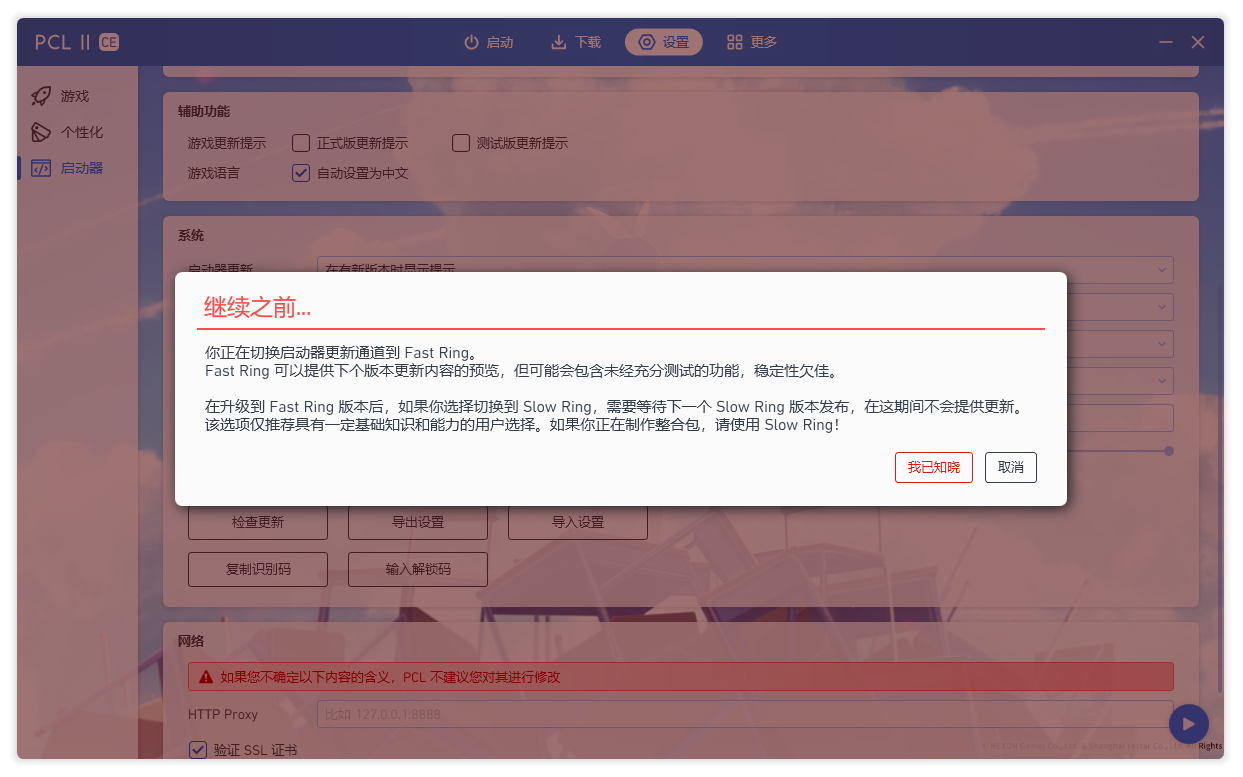 PCL II CE
启动
下载
设置
更多
游戏
个性化
启动器
辅助功能
游戏更新提示
正式版更新提示
测试版更新提示
游戏语言
自动设置为中文
系统
启动器更新
在有新版本时显示提示
继续之前...
你正在切换启动器更新通道到 Fast Ring。
Fast Ring 可以提供下个版本更新内容的预览，但可能会包含未经充分测试的功能，稳定性欠佳。
在升级到 Fast Ring 版本后，如果你选择切换到 Slow Ring，需要等待下一个 Slow Ring 版本发布，在这期间不会提供更新。
该选项仅推荐具有一定基础知识和能力的用户选择。如果你正在制作整合包，请使用 Slow Ring！
我已知晓
取消
检查更新
导出设置
导入设置
复制识别码
输入解锁码
网络
如果您不确定以下内容的含义，PCL 不建议您对其进行修改
HTTP Proxy
比如 127.0.0.1:8888
验证 SSL 证书
Rights